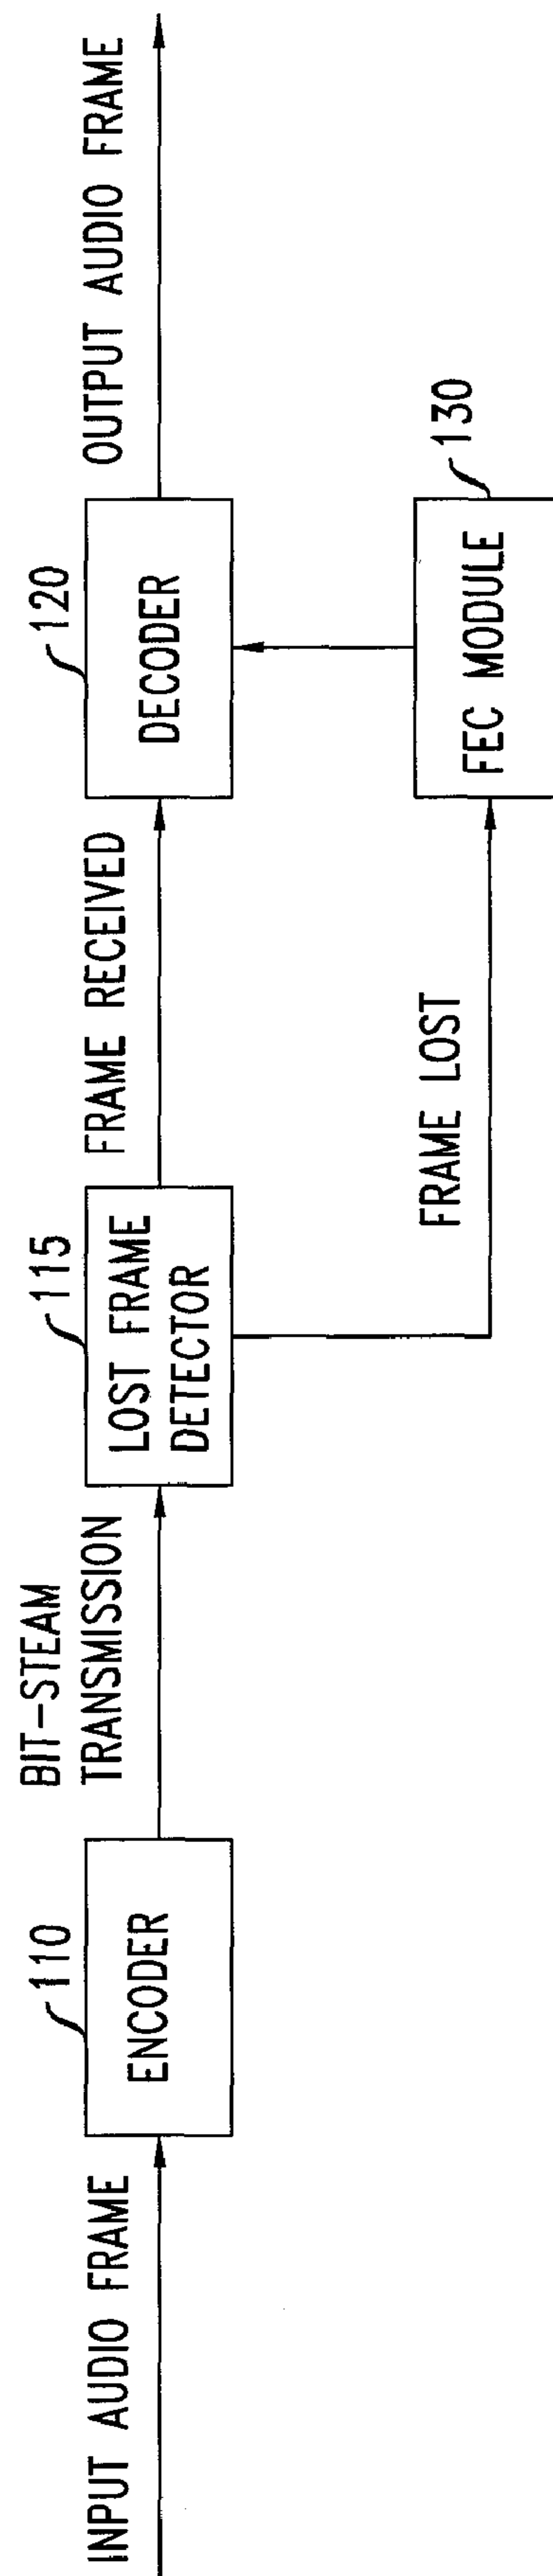 INPUT AUDIO FRAME
110
ENCODER
BIT-STEAM
TRANSMISSION
115
LOST FRAME
DETECTOR
FRAME RECEIVED
FRAME LOST
120
DECODER
130
FEC MODULE
OUTPUT AUDIO FRAME